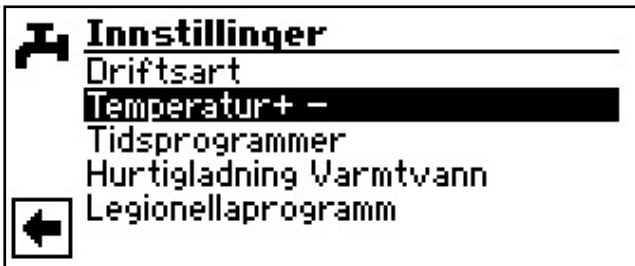 Innstillinger
Driftsart
Temperatur+ -
Tidsprogrammer
Hurtigladning Varmtvann
Legionellaprogramm